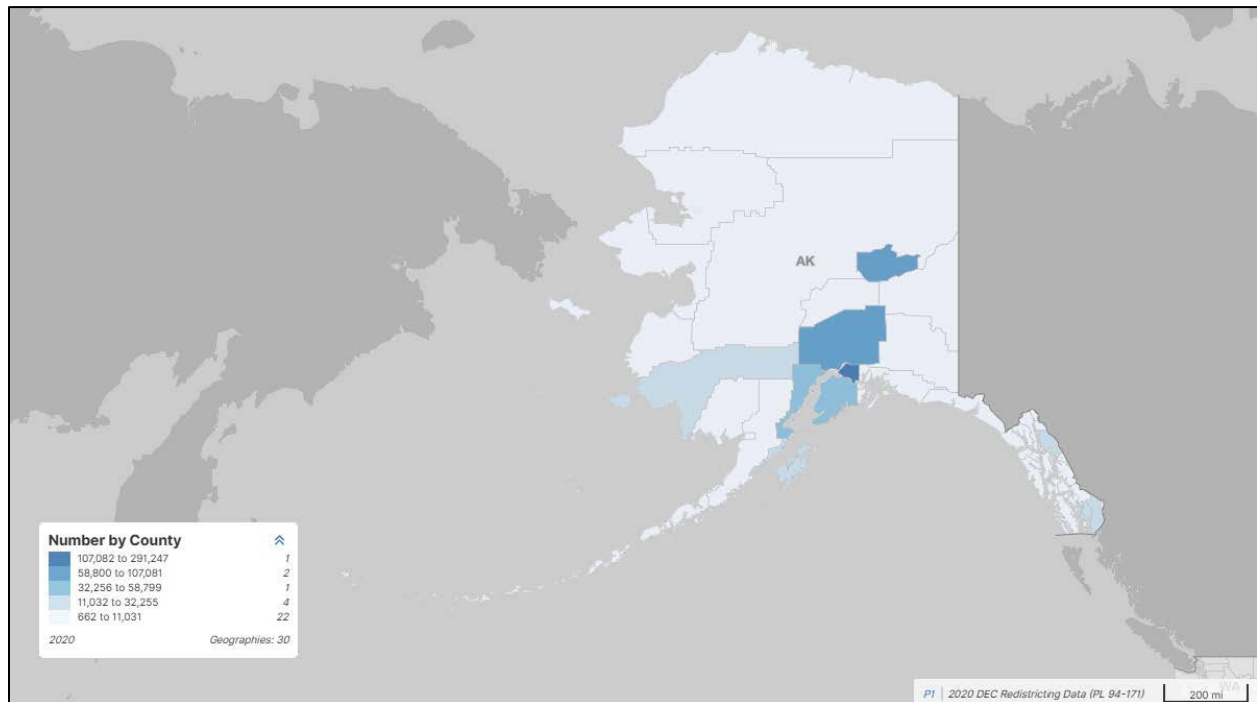 AK
Number by County
107,082 to 291,247 1
58,800 to 107,081 2
32,256 to 58,799 1
11,032 to 32,255 4
662 to 11,031 22
2020 Geographies: 30
P1 | 2020 DEC Redistricting Data (PL 94-171)
WA
200 mi